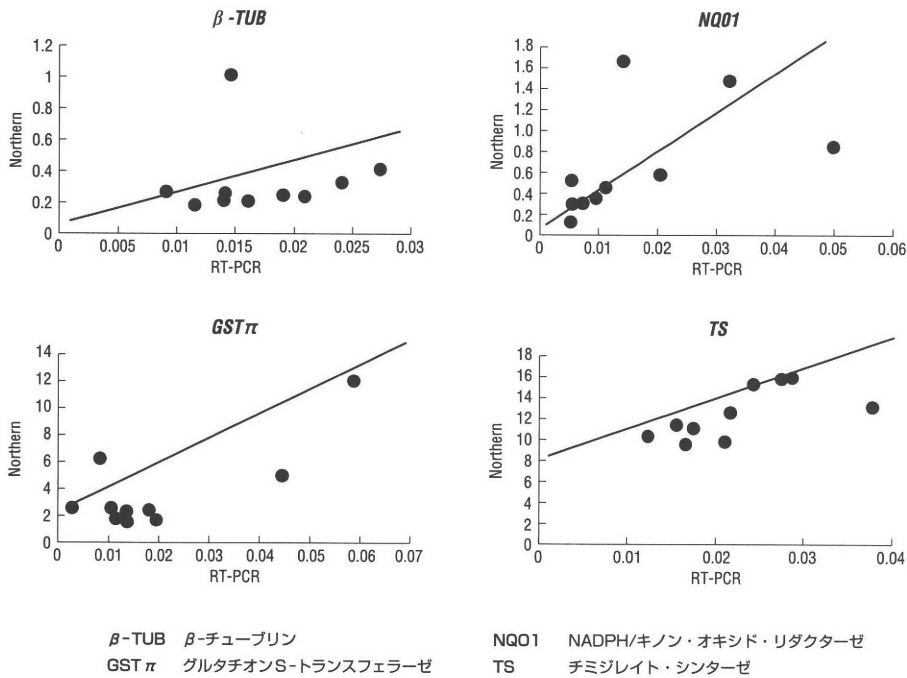 β-TUB
1.2
1
0.8
0.6
0.4
0.2
0
Northern
0 0.005 0.01 0.015 0.02 0.025 0.03
RT-PCR
NQ01
1.8
1.6
1.4
1.2
1.0
0.8
0.6
0.4
0.2
0
Northern
0 0.01 0.02 0.03 0.04 0.05 0.06
RT-PCR
GSTπ
14
12
10
8
6
4
2
0
Northern
0 0.01 0.02 0.03 0.04 0.05 0.06 0.07
RT-PCR
TS
18
16
14
12
10
8
6
4
2
0
Northern
0 0.01 0.02 0.03 0.04
RT-PCR
β-TUB β-チューブリン
GST π グルタチオンS-トランスフェラーゼ
NQO1 NADPH/キノン・オキシド・リダクターゼ
TS チミジレイト・シンターゼ